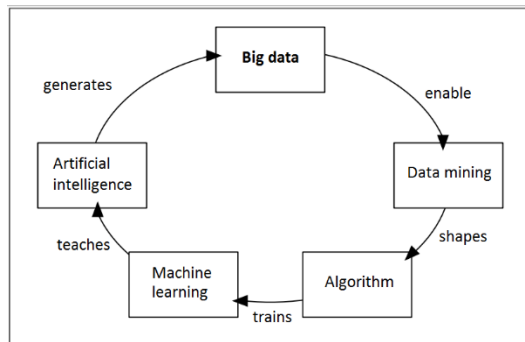 Big data
enable
Data mining
shapes
Algorithm
trains
Machine
learning
teaches
Artificial
intelligence
generates